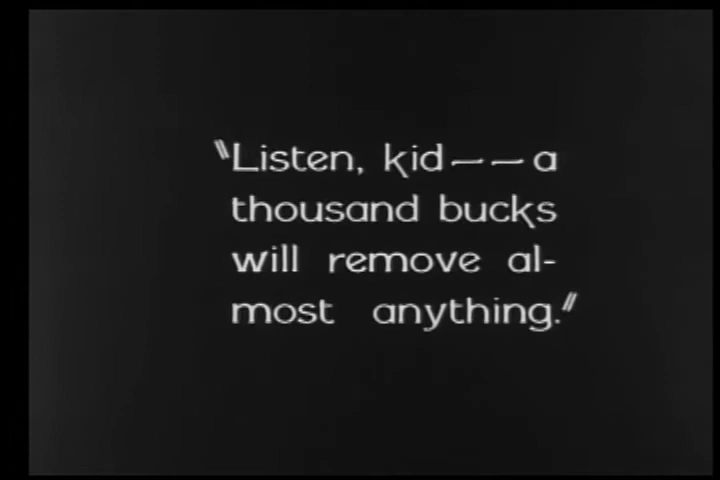 "Listen, kid — — a
thousand bucks
will remove al-
most anything."